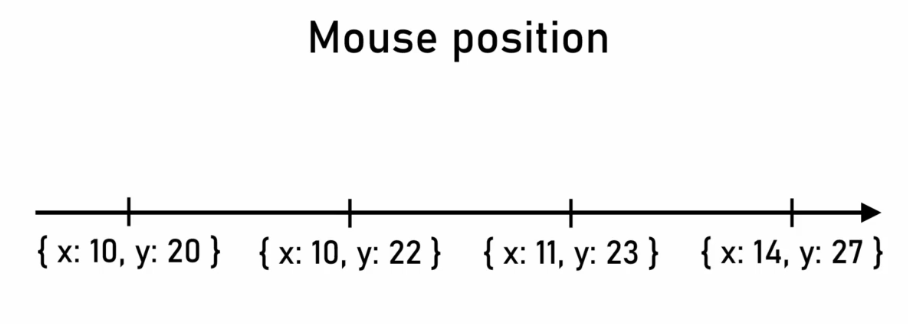 Mouse position
{ x: 10, y: 20 } { x: 10, y: 22 } { x: 11, y: 23 } { x: 14, y: 27 }